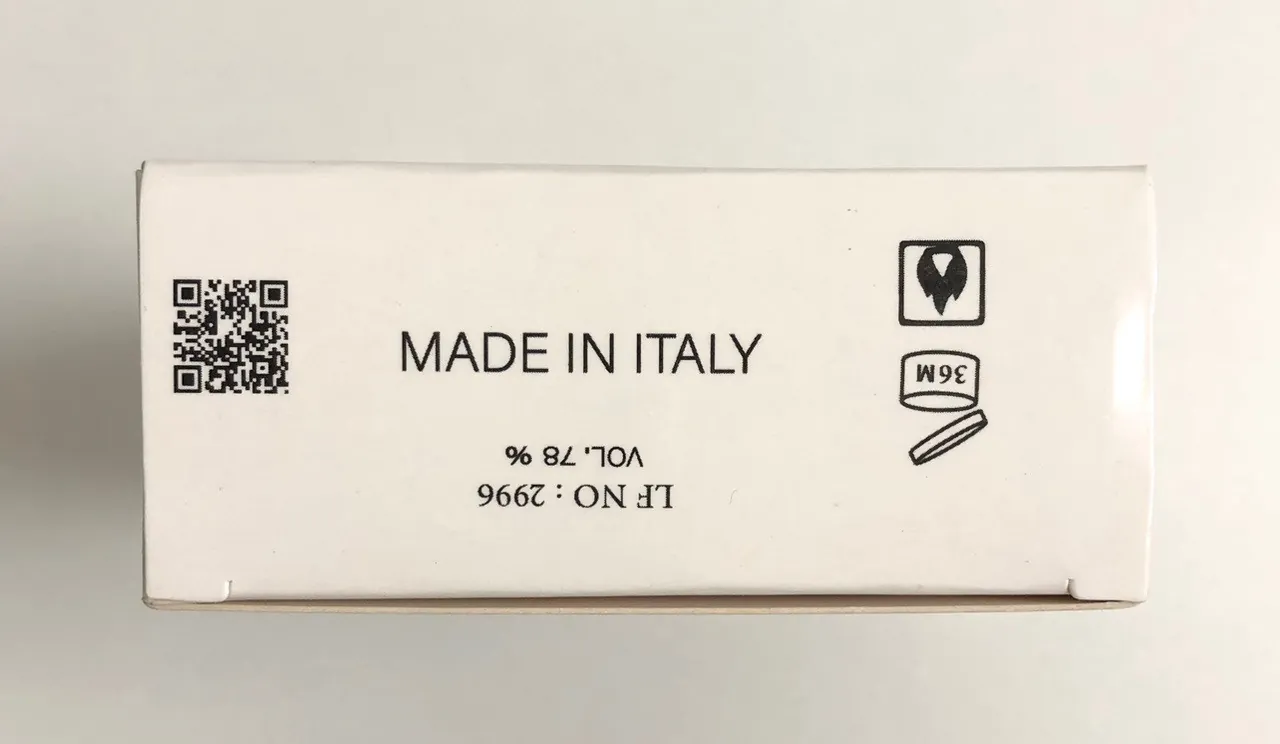 MADE IN ITALY
36M
VOL. 78 %
LF NO : 2996